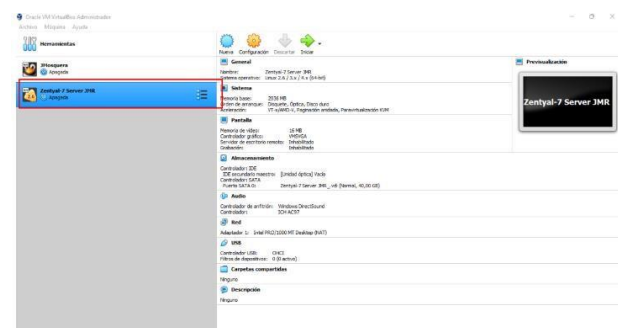 Oracle VM VirtualBox Administrador
Archivo Máquina Ayuda
Herramientas
JMosquera
Apagada
Zentyal-7 Server JMR
Apagada
Nueva Configuración Descartar Iniciar
General
Nombre: Zentyal-7 Server JMR
Sistema operativo: Linux 2.6 / 3.x / 4.x (64-bit)
Sistema
Memoria base:
Orden de arranque: Disquete, Óptica, Disco duro
Aceleración: VT-x/AMD-V, Paginación anidada, Paravirtualización KVM
Pantalla
Memoria de vídeo: 16 MB
Controlador gráfico: VMSVGA
Servidor de escritorio remoto: Inhabilitado
Grabación: Inhabilitado
Almacenamiento
Controlador: IDE
IDE secundario maestro: [Unidad óptica] Vacío
Controlador: SATA
Puerto SATA 0: Zentyal-7 Server JMR_ (Normal, 40,00 GB)
Audio
Controlador de anfitrión: Windows DirectSound
Controlador: ICH AC97
Red
Adaptador 1: Intel PRO/1000 MT Desktop (NAT)
USB
Controlador USB: OHCI
Filtros de dispositivos: 0 (0 activo)
Carpetas compartidas
Ninguno
Descripción
Ninguno
Previsualización
Zentyal-7 Server JMR